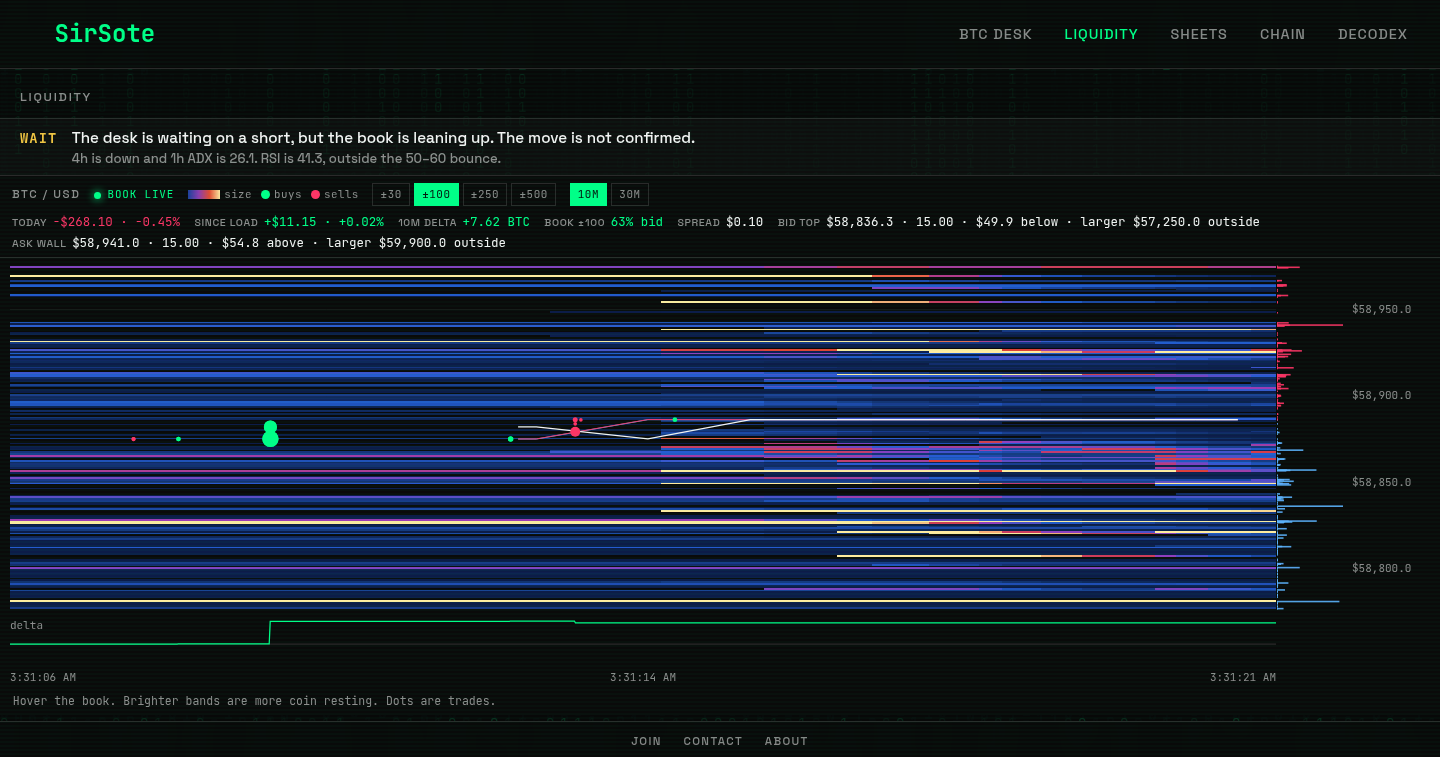 SirSote
BTC DESK LIQUIDITY SHEETS CHAIN DECODEX
LIQUIDITY
WAIT The desk is waiting on a short, but the book is leaning up. The move is not confirmed.
4h is down and 1h ADX is 26.1. RSI is 41.3, outside the 50–60 bounce.
BTC / USD BOOK LIVE size buys sells ±30 ±100 ±250 ±500 10M 30M
TODAY -$268.10 · -0.45% SINCE LOAD +$11.15 · +0.02% 10M DELTA +7.62 BTC BOOK ±100 63% bid SPREAD $0.10 BID TOP $58,836.3 · 15.00 · $49.9 below · larger $57,250.0 outside
ASK WALL $58,941.0 · 15.00 · $54.8 above · larger $59,900.0 outside
$58,950.0
$58,900.0
$58,850.0
$58,800.0
delta
3:31:06 AM 3:31:14 AM 3:31:21 AM
Hover the book. Brighter bands are more coin resting. Dots are trades.
JOIN CONTACT ABOUT